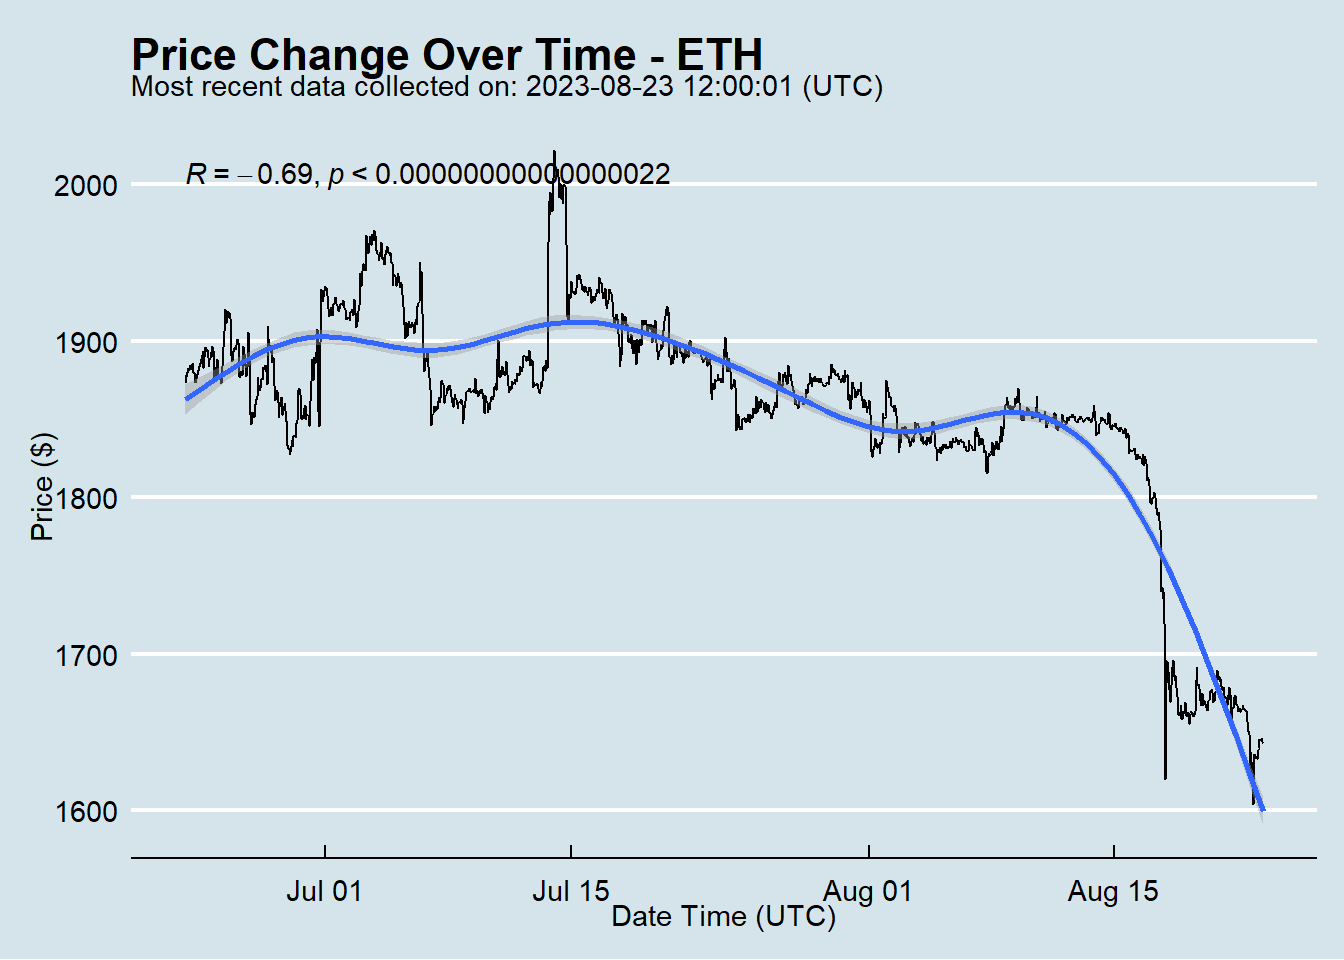 Price Change Over Time - ETH
Most recent data collected on: 2023-08-23 12:00:01 (UTC)
R = −0.69, p < 0.00000000000000022
2000
1900
1800
1700
1600
Price ($)
Jul 01
Jul 15
Aug 01
Aug 15
Date Time (UTC)